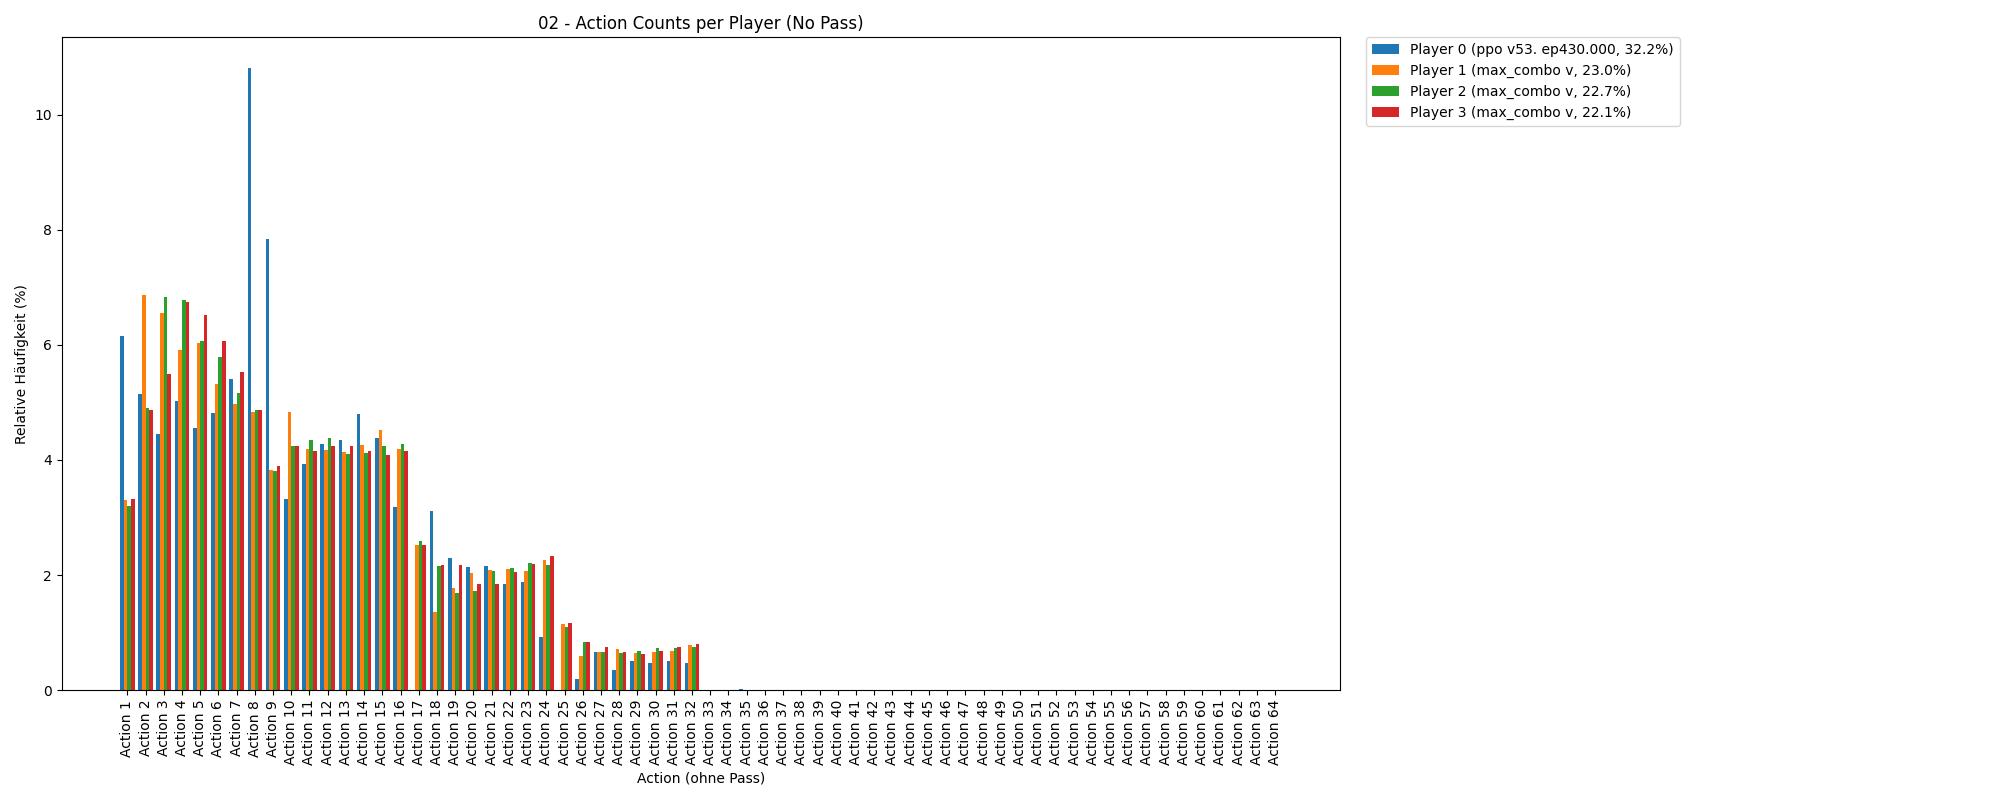 02 - Action Counts per Player (No Pass)
Player 0 (ppo v53. ep430.000, 32.2%)
Player 1 (max_combo v, 23.0%)
Player 2 (max_combo v, 22.7%)
Player 3 (max_combo v, 22.1%)
Relative Häufigkeit (%)
10
8
6
4
2
0
Action 1
Action 2
Action 3
Action 4
Action 5
Action 6
Action 7
Action 8
Action 9
Action 10
Action 11
Action 12
Action 13
Action 14
Action 15
Action 16
Action 17
Action 18
Action 19
Action 20
Action 21
Action 22
Action 23
Action 24
Action 25
Action 26
Action 27
Action 28
Action 29
Action 30
Action 31
Action 32
Action 33
Action 34
Action 35
Action 36
Action 37
Action 38
Action 39
Action 40
Action 41
Action 42
Action 43
Action 44
Action 45
Action 46
Action 47
Action 48
Action 49
Action 50
Action 51
Action 52
Action 53
Action 54
Action 55
Action 56
Action 57
Action 58
Action 59
Action 60
Action 61
Action 62
Action 63
Action 64
Action (ohne Pass)